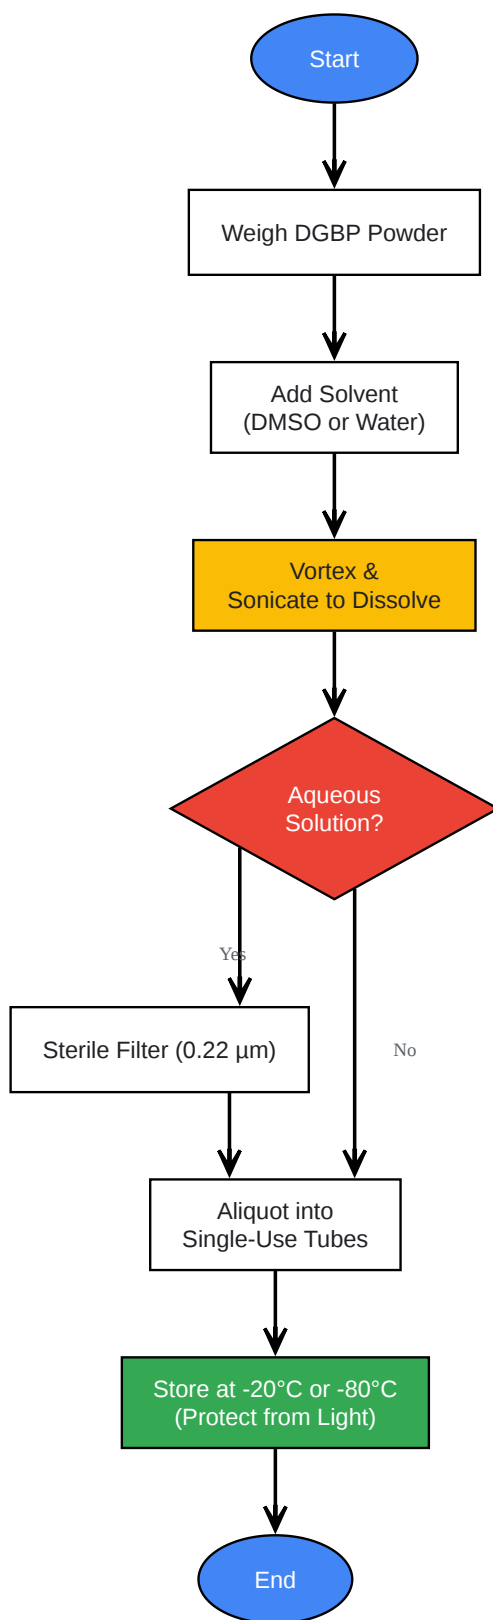 Start
Weigh DGBP Powder
Add Solvent
(DMSO or Water)
Vortex &
Sonicate to Dissolve
Aqueous
Solution?
Yes
Sterile Filter (0.22 µm)
No
Aliquot into
Single-Use Tubes
Store at -20°C or -80°C
(Protect from Light)
End